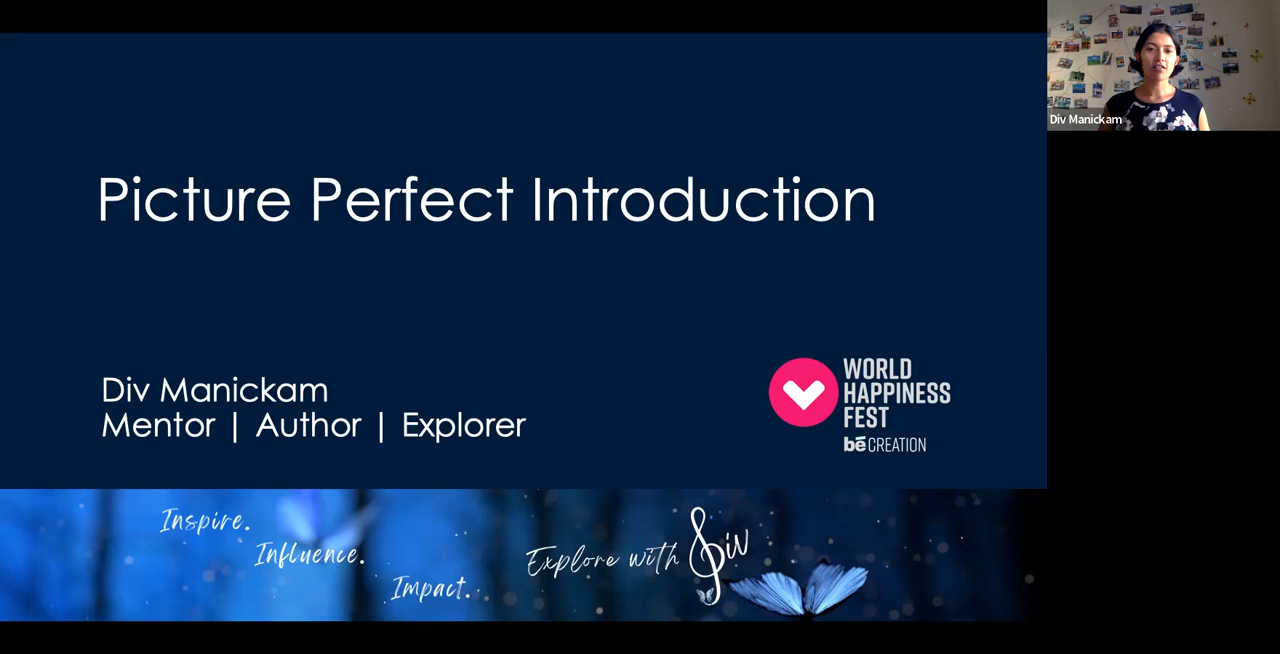 Picture Perfect Introduction
Div Manickam
Mentor | Author | Explorer
WORLD
HAPPINESS
FEST
bē CREATION
Inspire.
Influence.
Impact.
Explore with Div
Div Manickam